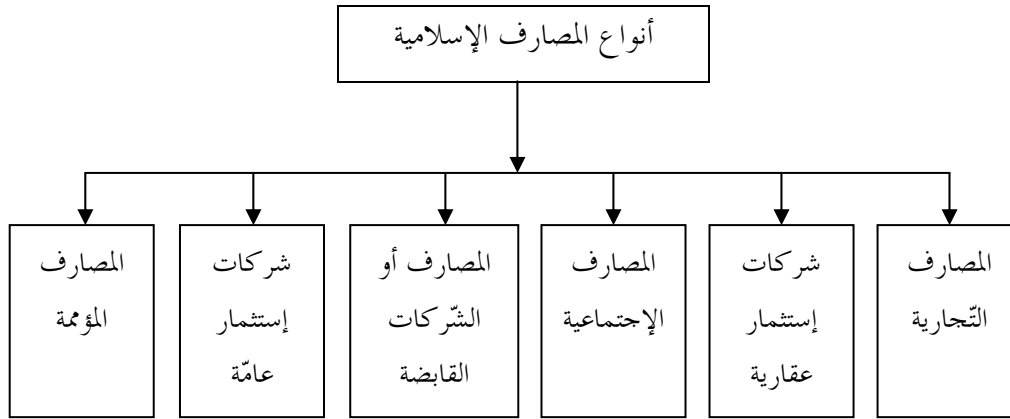 أنواع المصارف الإسلامية
المصارف
التّجارية
شركات
إستثمار
عقارية
المصارف
الإجتماعية
المصارف أو
الشّركات
القابضة
شركات
إستثمار
عامّة
المصارف
المؤممة